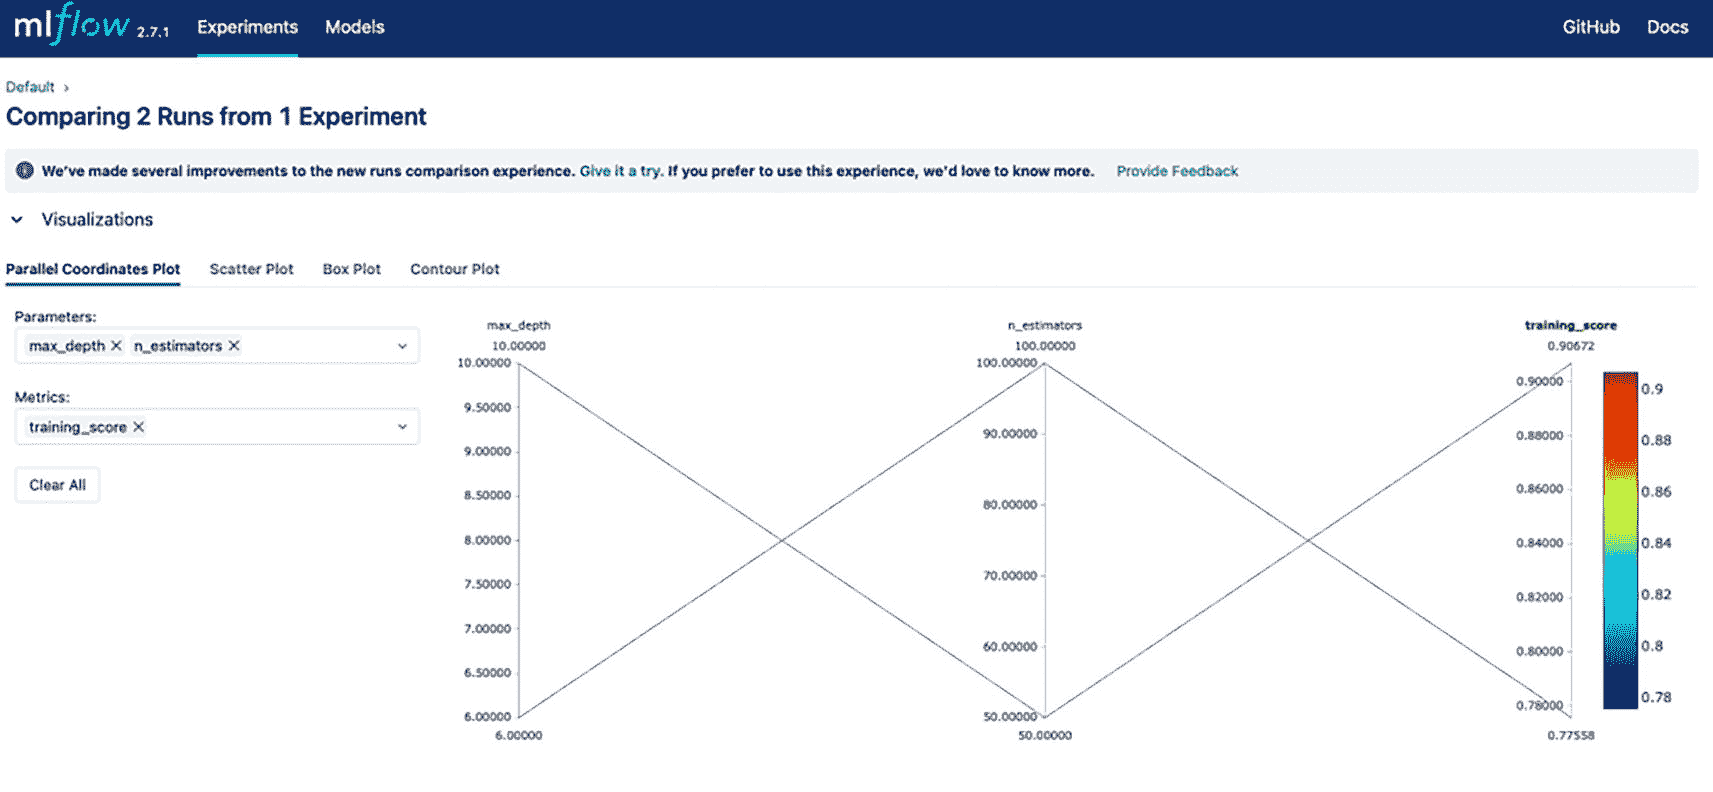 mlflow 2.7.1 Experiments Models GitHub Docs
Default ›
Comparing 2 Runs from 1 Experiment
We've made several improvements to the new runs comparison experience. Give it a try. If you prefer to use this experience, we'd love to know more. Provide Feedback
Visualizations
Parallel Coordinates Plot Scatter Plot Box Plot Contour Plot
Parameters:
max_depth × n_estimators ×
Metrics:
training_score ×
Clear All
max_depth
10.00000
10.00000
9.50000
9.00000
8.50000
8.00000
7.50000
7.00000
6.50000
6.00000
6.00000
n_estimators
100.00000
100.00000
90.00000
80.00000
70.00000
60.00000
50.00000
50.00000
training_score
0.90672
0.90000
0.88000
0.86000
0.84000
0.82000
0.80000
0.78000
0.77558
0.9
0.88
0.86
0.84
0.82
0.8
0.78